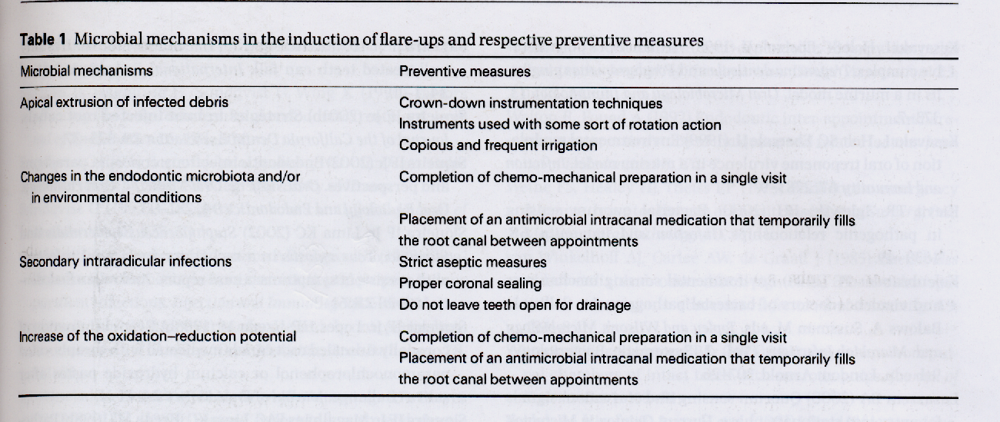 Table 1 Microbial mechanisms in the induction of flare-ups and respective preventive measures
Microbial mechanisms Preventive measures
Apical extrusion of infected debris Crown-down instrumentation techniques
Instruments used with some sort of rotation action
Copious and frequent irrigation
Changes in the endodontic microbiota and/or Completion of chemo-mechanical preparation in a single visit
in environmental conditions
Placement of an antimicrobial intracanal medication that temporarily fills
the root canal between appointments
Secondary intraradicular infections Strict aseptic measures
Proper coronal sealing
Do not leave teeth open for drainage
Increase of the oxidation–reduction potential Completion of chemo-mechanical preparation in a single visit
Placement of an antimicrobial intracanal medication that temporarily fills
the root canal between appointments